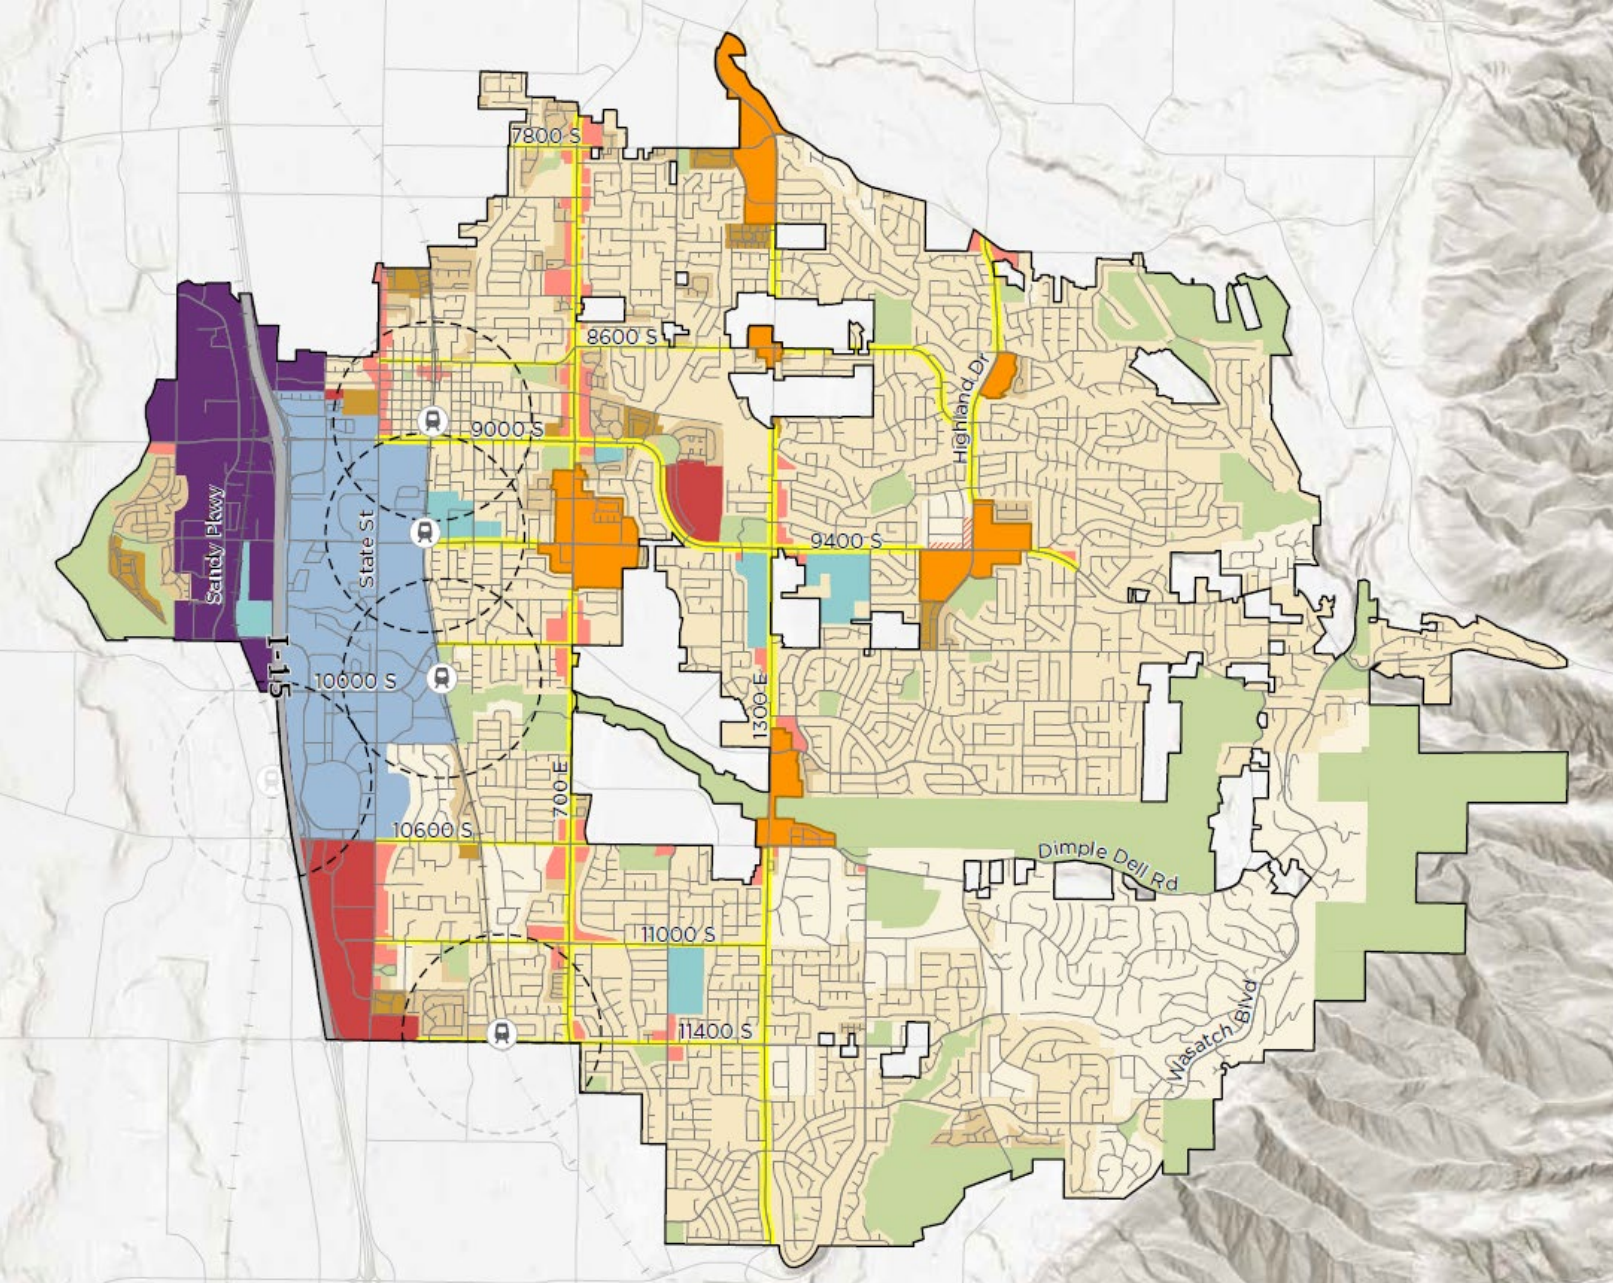 7800 S
8600 S
Highland Dr
9000 S
Sandy Pkwy
State St
9400 S
I-15
10000 S
1300 E
700 E
10600 S
Dimple Dell Rd
11000 S
Wasatch Blvd
11400 S